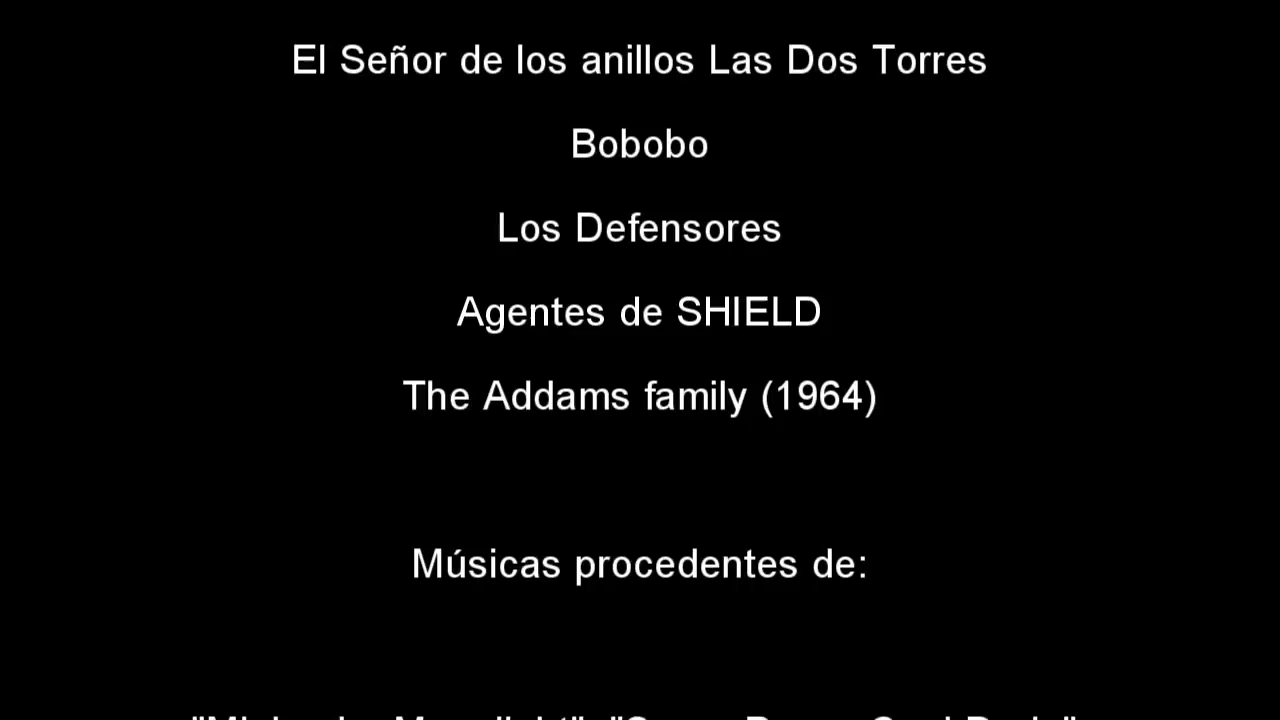 El Señor de los anillos Las Dos Torres
Bobobo
Los Defensores
Agentes de SHIELD
The Addams family (1964)
Músicas procedentes de: